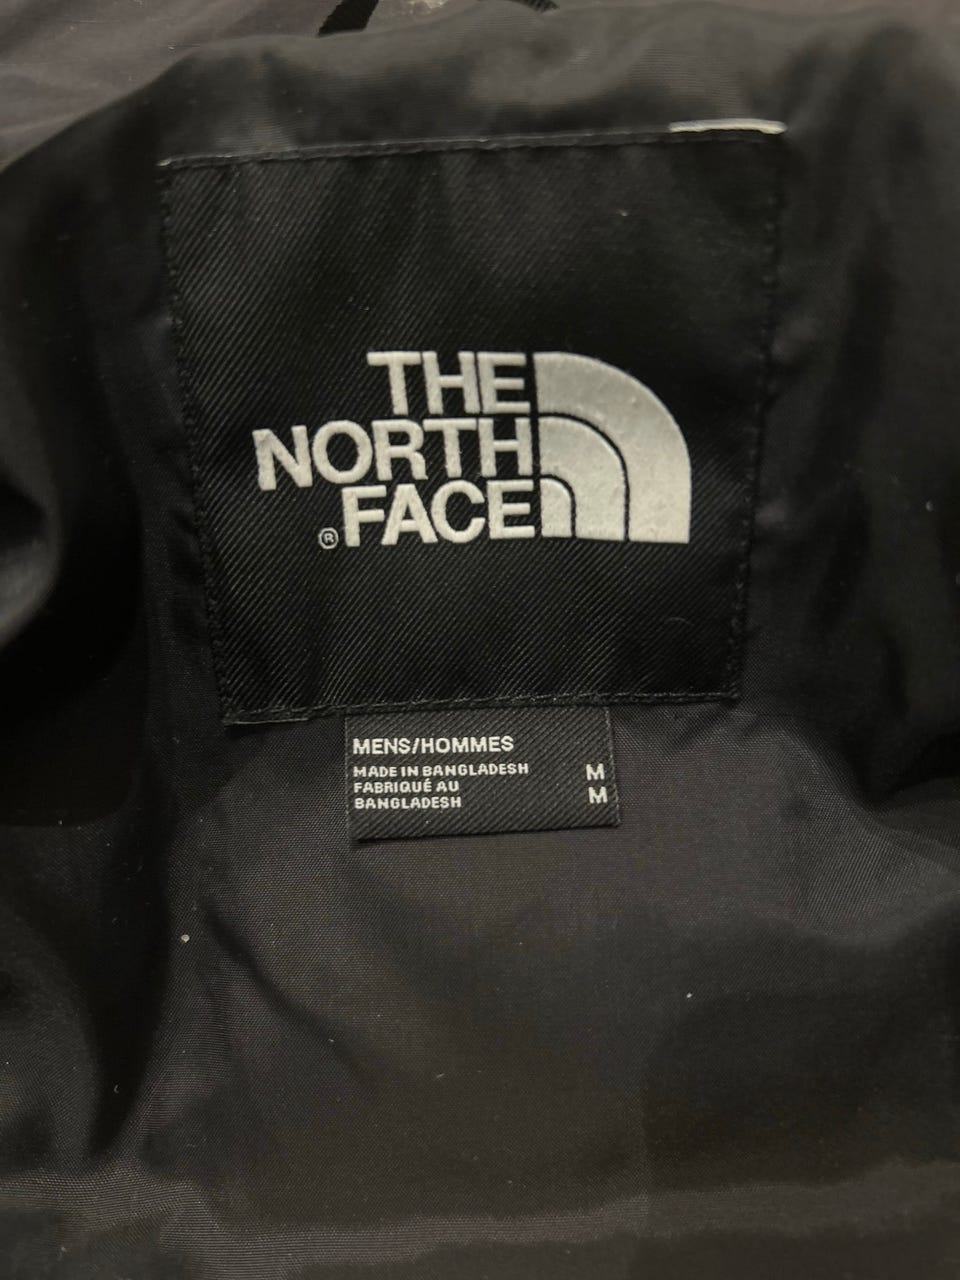 THE
NORTH
®FACE
MENS/HOMMES
MADE IN BANGLADESH M
FABRIQUÉ AU
BANGLADESH M